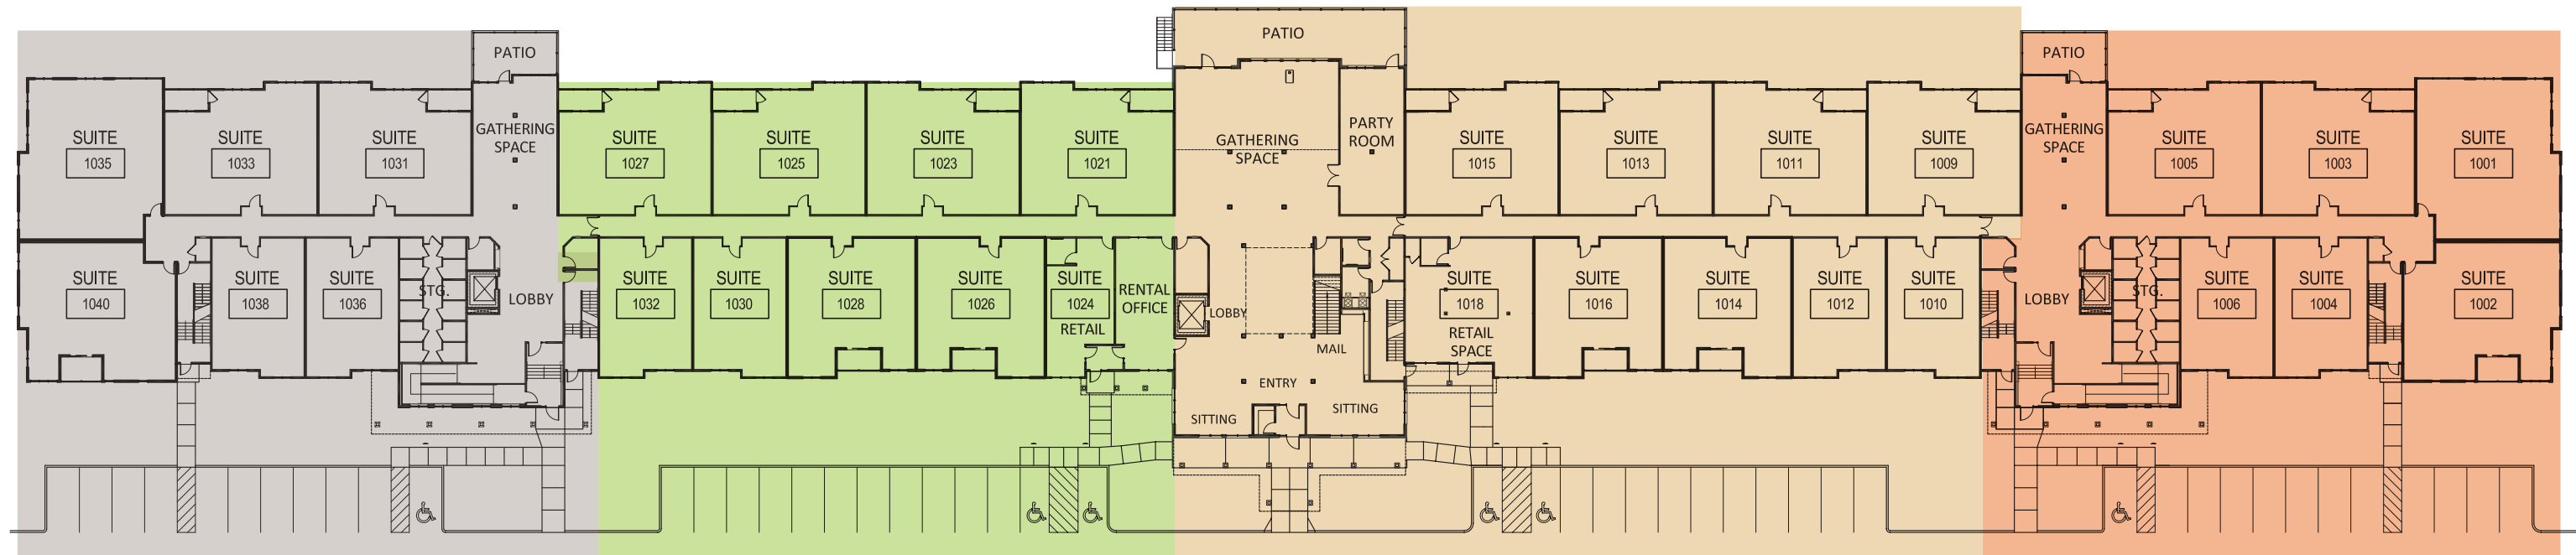 PATIO
PATIO
PATIO
SUITE
1035
SUITE
1033
SUITE
1031
GATHERING
SPACE
SUITE
1027
SUITE
1025
SUITE
1023
SUITE
1021
GATHERING
SPACE
PARTY
ROOM
SUITE
1015
SUITE
1013
SUITE
1011
SUITE
1009
GATHERING
SPACE
SUITE
1005
SUITE
1003
SUITE
1001
SUITE
1040
SUITE
1038
SUITE
1036
STG.
LOBBY
SUITE
1032
SUITE
1030
SUITE
1028
SUITE
1026
SUITE
1024
RETAIL
RENTAL
OFFICE
LOBBY
MAIL
ENTRY
SITTING
SITTING
SUITE
1018
RETAIL
SPACE
SUITE
1016
SUITE
1014
SUITE
1012
SUITE
1010
LOBBY
STG.
SUITE
1006
SUITE
1004
SUITE
1002